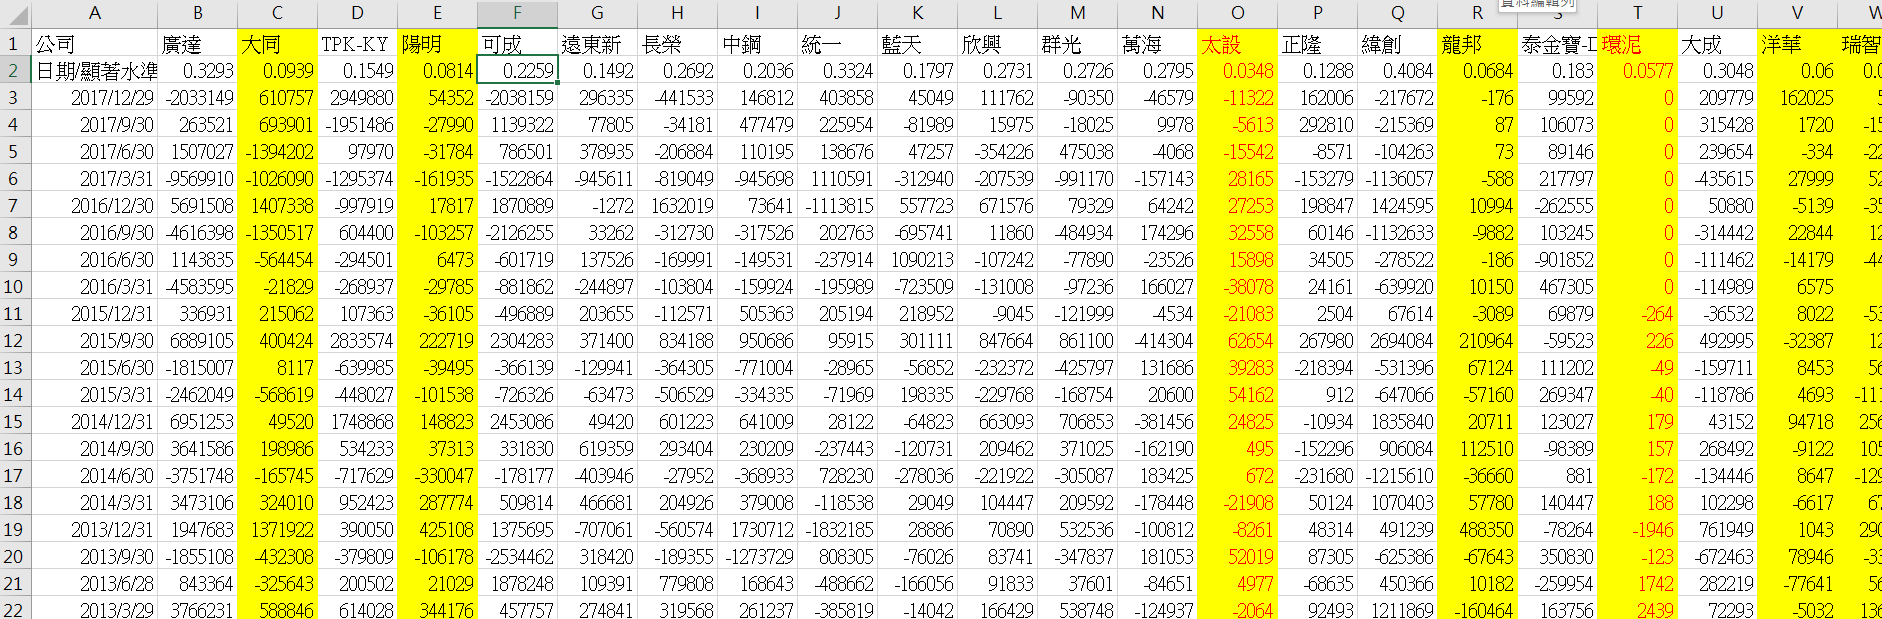 資料編輯列
A B C D E F G H I J K L M N O P Q R S T U V W
1 公司 廣達 大同 TPK-KY 陽明 可成 遠東新 長榮 中鋼 統一 藍天 欣興 群光 萬海 太設 正隆 緯創 龍邦 泰金寶-D 環泥 大成 洋華 瑞智
2 日期/顯著水準 0.3293 0.0939 0.1549 0.0814 0.2259 0.1492 0.2692 0.2036 0.3324 0.1797 0.2731 0.2726 0.2795 0.0348 0.1288 0.4084 0.0684 0.183 0.0577 0.3048 0.06
3 2017/12/29 -2033149 610757 2949880 54352 -2038159 296335 -441533 146812 403858 45049 111762 -90350 -46579 -11322 162006 -217672 -176 99592 0 209779 162025
4 2017/9/30 263521 693901 -1951486 -27990 1139322 77805 -34181 477479 225954 -81989 15975 -18025 9978 -5613 292810 -215369 87 106073 0 315428 1720
5 2017/6/30 1507027 -1394202 97970 -31784 786501 378935 -206884 110195 138676 47257 -354226 475038 -4068 -15542 -8571 -104263 73 89146 0 239654 -334
6 2017/3/31 -9569910 -1026090 -1295374 -161935 -1522864 -945611 -819049 -945698 1110591 -312940 -207539 -991170 -157143 28165 -153279 -1136057 -588 217797 0 -435615 27999
7 2016/12/30 5691508 1407338 -997919 17817 1870889 -1272 1632019 73641 -1113815 557723 671576 79329 64242 27253 198847 1424595 10994 -262555 0 50880 -5139
8 2016/9/30 -4616398 -1350517 604400 -103257 -2126255 33262 -312730 -317526 202763 -695741 11860 -484934 174296 32558 60146 -1132633 -9882 103245 0 -314442 22844
9 2016/6/30 1143835 -564454 -294501 6473 -601719 137526 -169991 -149531 -237914 1090213 -107242 -77890 -23526 15898 34505 -278522 -186 -901852 0 -111462 -14179
10 2016/3/31 -4583595 -21829 -268937 -29785 -881862 -244897 -103804 -159924 -195989 -723509 -131008 -97236 166027 -38078 24161 -639920 10150 467305 0 -114989 6575
11 2015/12/31 336931 215062 107363 -36105 -496889 203655 -112571 505363 205194 218952 -9045 -121999 -4534 -21083 2504 67614 -3089 69879 -264 -36532 8022
12 2015/9/30 6889105 400424 2833574 222719 2304283 371400 834188 950686 95915 301111 847664 861100 -414304 62654 267980 2694084 210964 -59523 226 492995 -32387
13 2015/6/30 -1815007 8117 -639985 -39495 -366139 -129941 -364305 -771004 -28965 -56852 -232372 -425797 131686 39283 -218394 -531396 67124 111202 -49 -159711 8453
14 2015/3/31 -2462049 -568619 -448027 -101538 -726326 -63473 -506529 -334335 -71969 198335 -229768 -168754 20600 54162 912 -647066 -57160 269347 -40 -118786 4693
15 2014/12/31 6951253 49520 1748868 148823 2453086 49420 601223 641009 28122 -64823 663093 706853 -381456 24825 -10934 1835840 20711 123027 179 43152 94718
16 2014/9/30 3641586 198986 534233 37313 331830 619359 293404 230209 -237443 -120731 209462 371025 -162190 495 -152296 906084 112510 -98389 157 268492 -9122
17 2014/6/30 -3751748 -165745 -717629 -330047 -178177 -403946 -27952 -368933 728230 -278036 -221922 -305087 183425 672 -231680 -1215610 -36660 881 -172 -134446 8647
18 2014/3/31 3473106 324010 952423 287774 509814 466681 204926 379008 -118538 29049 104447 209592 -178448 -21908 50124 1070403 57780 140447 188 102298 -6617
19 2013/12/31 1947683 1371922 390050 425108 1375695 -707061 -560574 1730712 -1832185 28886 70890 532536 -100812 -8261 48314 491239 488350 -78264 -1946 761949 1043
20 2013/9/30 -1855108 -432308 -379809 -106178 -2534462 318420 -189355 -1273729 808305 -76026 83741 -347837 181053 52019 87305 -625386 -67643 350830 -123 -672463 78946
21 2013/6/28 843364 -325643 200502 21029 1878248 109391 779808 168643 -488662 -166056 91833 37601 -84651 4977 -68635 450366 10182 -259954 1742 282219 -77641
22 2013/3/29 3766231 588846 614028 344176 457757 274841 319568 261237 -385819 -14042 166429 538748 -124937 -2064 92493 1211869 -160464 163756 2439 72293 -5032